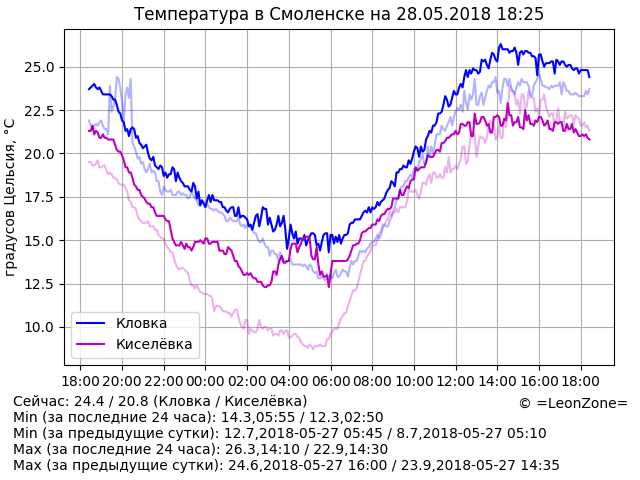 Температура в Смоленске на 28.05.2018 18:25
градусов Цельсия, °C
25.0
22.5
20.0
17.5
15.0
12.5
10.0
Кловка
Киселёвка
18:00 20:00 22:00 00:00 02:00 04:00 06:00 08:00 10:00 12:00 14:00 16:00 18:00
Сейчас: 24.4 / 20.8 (Кловка / Киселёвка)
© =LeonZone=
Min (за последние 24 часа): 14.3,05:55 / 12.3,02:50
Min (за предыдущие сутки): 12.7,2018-05-27 05:45 / 8.7,2018-05-27 05:10
Max (за последние 24 часа): 26.3,14:10 / 22.9,14:30
Max (за предыдущие сутки): 24.6,2018-05-27 16:00 / 23.9,2018-05-27 14:35